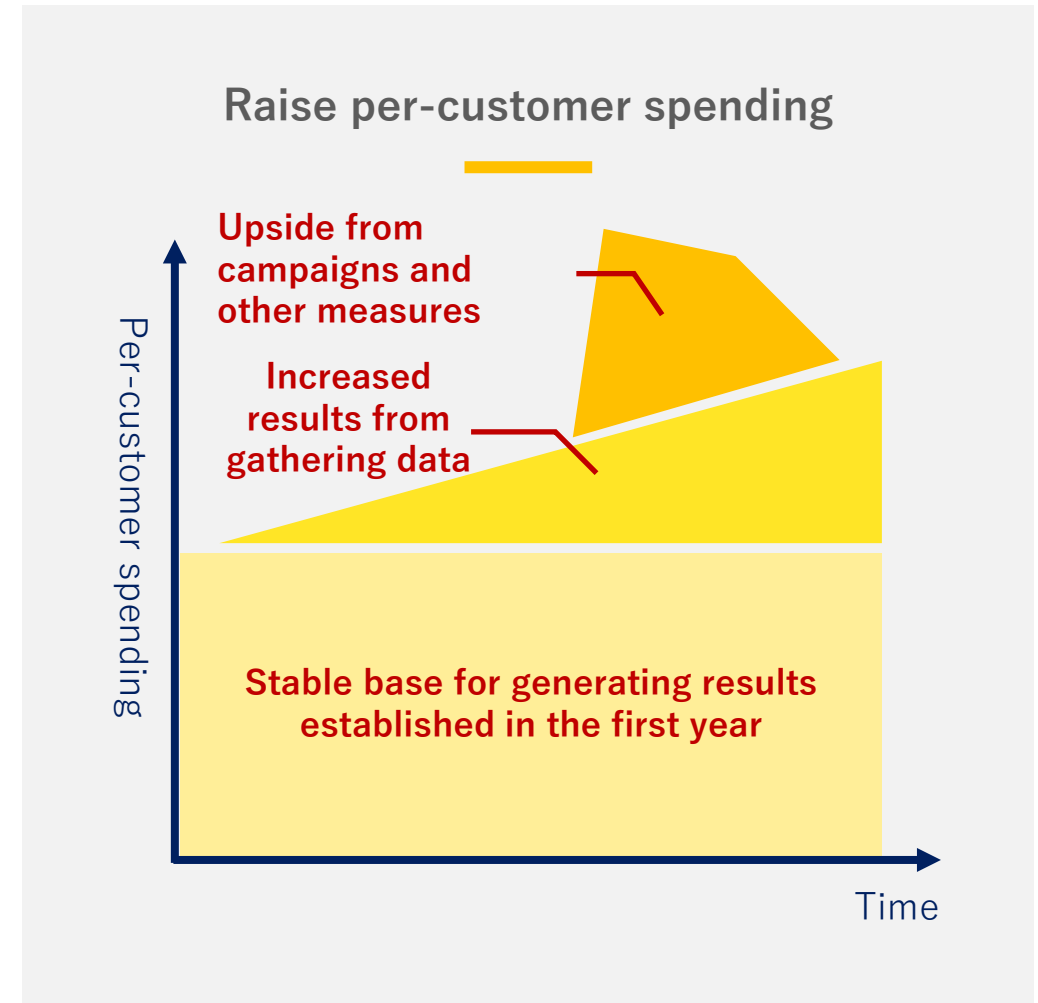 Raise per-customer spending
Upside from
campaigns and
other measures
Increased
results from
gathering data
Per-customer spending
Stable base for generating results
established in the first year
Time